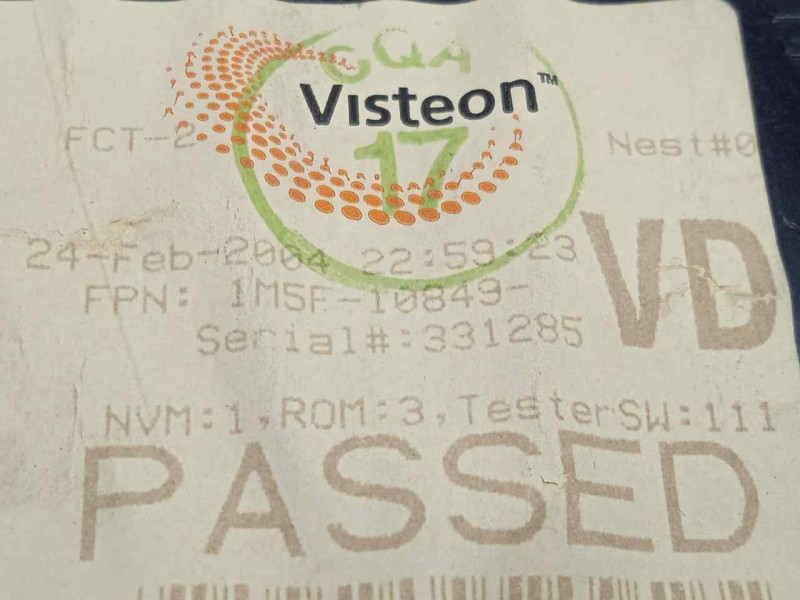 GQA
Visteon™
17
FCT-2 Nest#0
24-Feb-2004 22:59:23
VD
FPN: 1M5F-10849-
Serial#:331285
NVM:1,ROM:3,TesterSW:111
PASSED